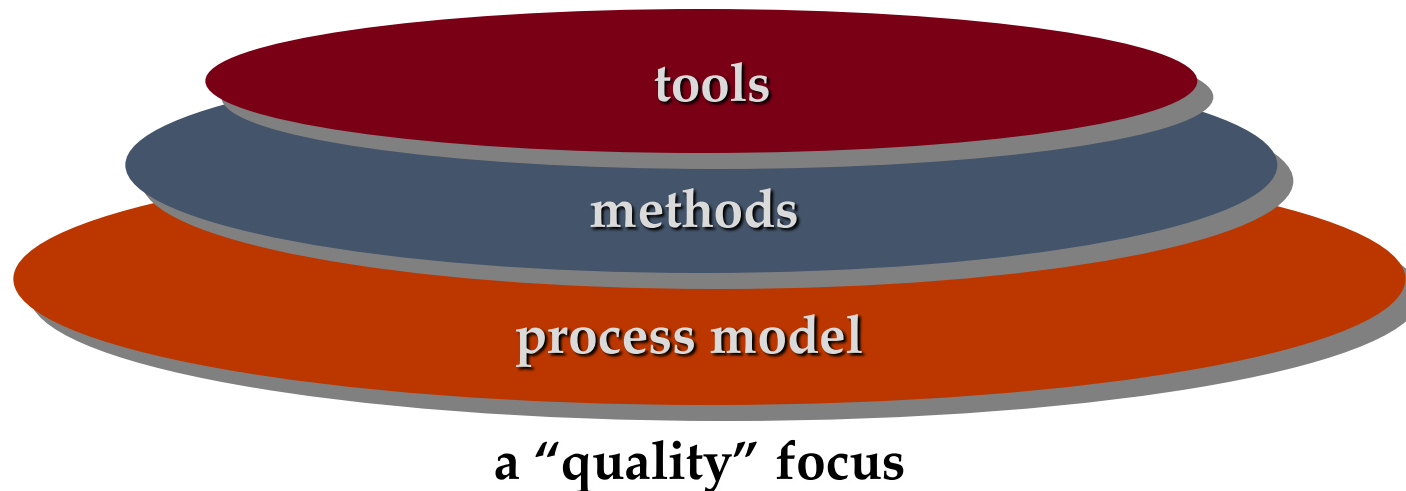 tools
methods
process model
a “quality” focus